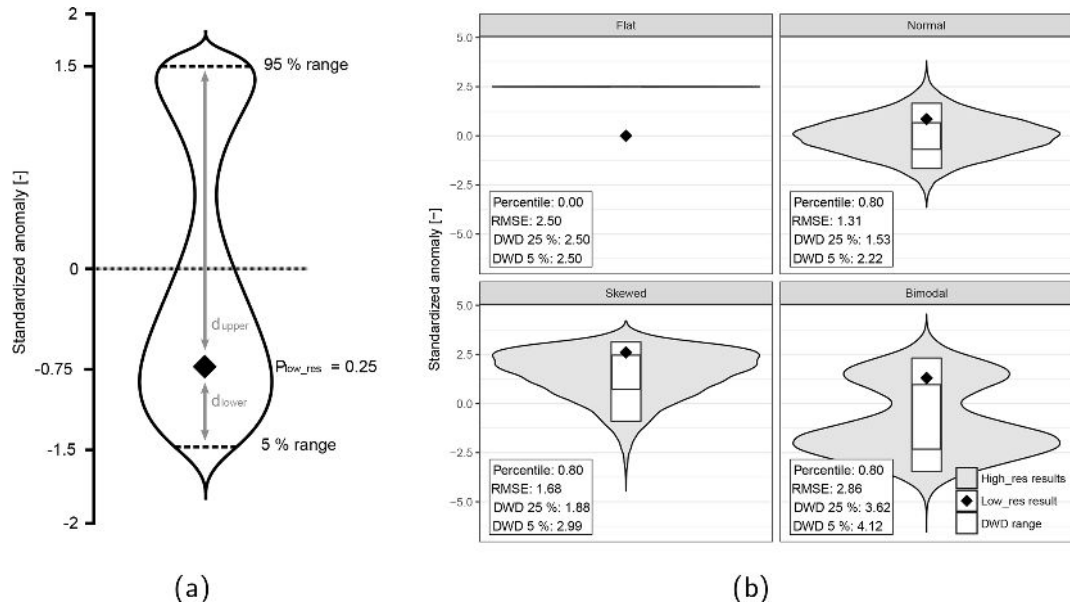 (a)
2
1.5
0
-0.75
-1.5
-2
Standardized anomaly [-]
95 % range
d upper
P low_res = 0.25
d lower
5 % range
(b)
Standardized anomaly [−]
Flat
5.0
2.5
0.0
−2.5
−5.0
Percentile: 0.00
RMSE: 2.50
DWD 25 %: 2.50
DWD 5 %: 2.50
Normal
Percentile: 0.80
RMSE: 1.31
DWD 25 %: 1.53
DWD 5 %: 2.22
Skewed
5.0
2.5
0.0
−2.5
−5.0
Percentile: 0.80
RMSE: 1.68
DWD 25 %: 1.88
DWD 5 %: 2.99
Bimodal
Percentile: 0.80
RMSE: 2.86
DWD 25 %: 3.62
DWD 5 %: 4.12
High_res results
Low_res result
DWD range
(a)
(b)